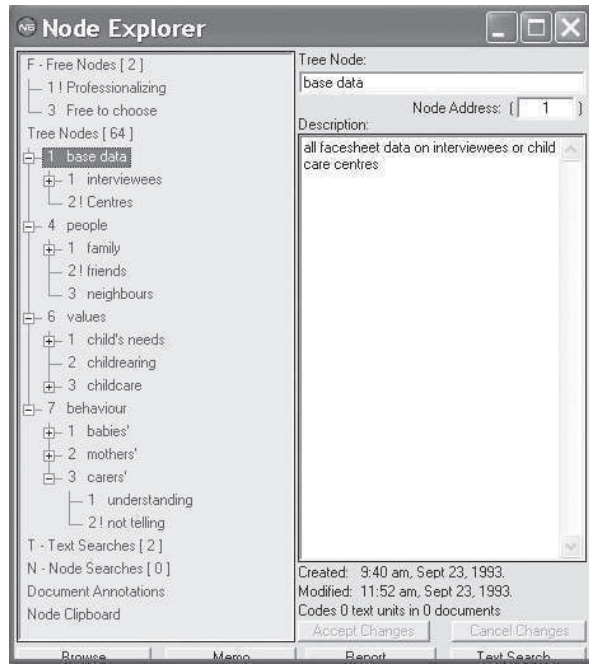 N6 Node Explorer
F - Free Nodes [ 2 ]
1 ! Professionalizing
3 Free to choose
Tree Nodes [ 64 ]
1 base data
1 interviewees
2 ! Centres
4 people
1 family
2 ! friends
3 neighbours
6 values
1 child's needs
2 childrearing
3 childcare
7 behaviour
1 babies'
2 mothers'
3 carers'
1 understanding
2 ! not telling
T - Text Searches [ 2 ]
N - Node Searches [ 0 ]
Document Annotations
Node Clipboard
Tree Node:
base data
Node Address: ( 1 )
Description:
all facesheet data on interviewees or child
care centres
Created: 9:40 am, Sept 23, 1993.
Modified: 11:52 am, Sept 23, 1993.
Codes 0 text units in 0 documents
Accept Changes Cancel Changes
Browse Memo Report Text Search